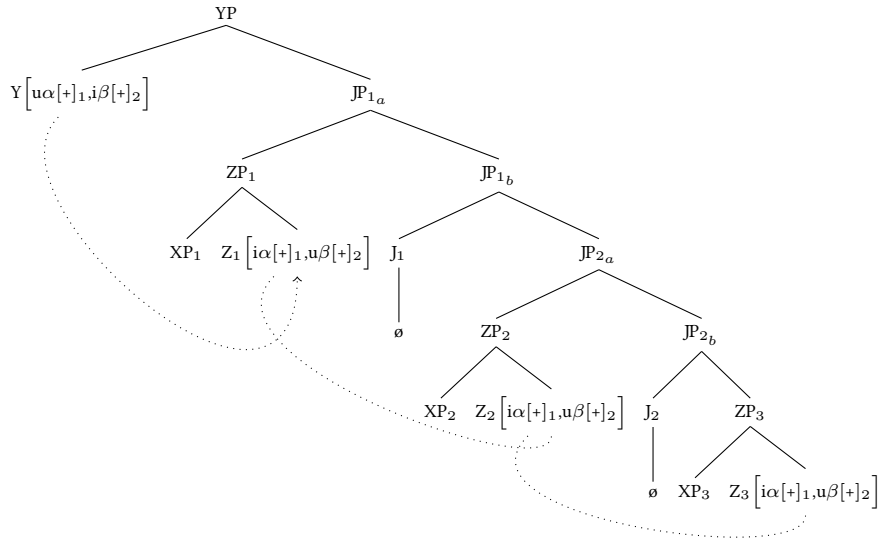 YP
Y[uα[+]₁,iβ[+]₂] JP₁ₐ
ZP₁ JP₁b
XP₁ Z₁[iα[+]₁,uβ[+]₂] J₁ JP₂ₐ
ø ZP₂ JP₂b
XP₂ Z₂[iα[+]₁,uβ[+]₂] J₂ ZP₃
ø XP₃ Z₃[iα[+]₁,uβ[+]₂]